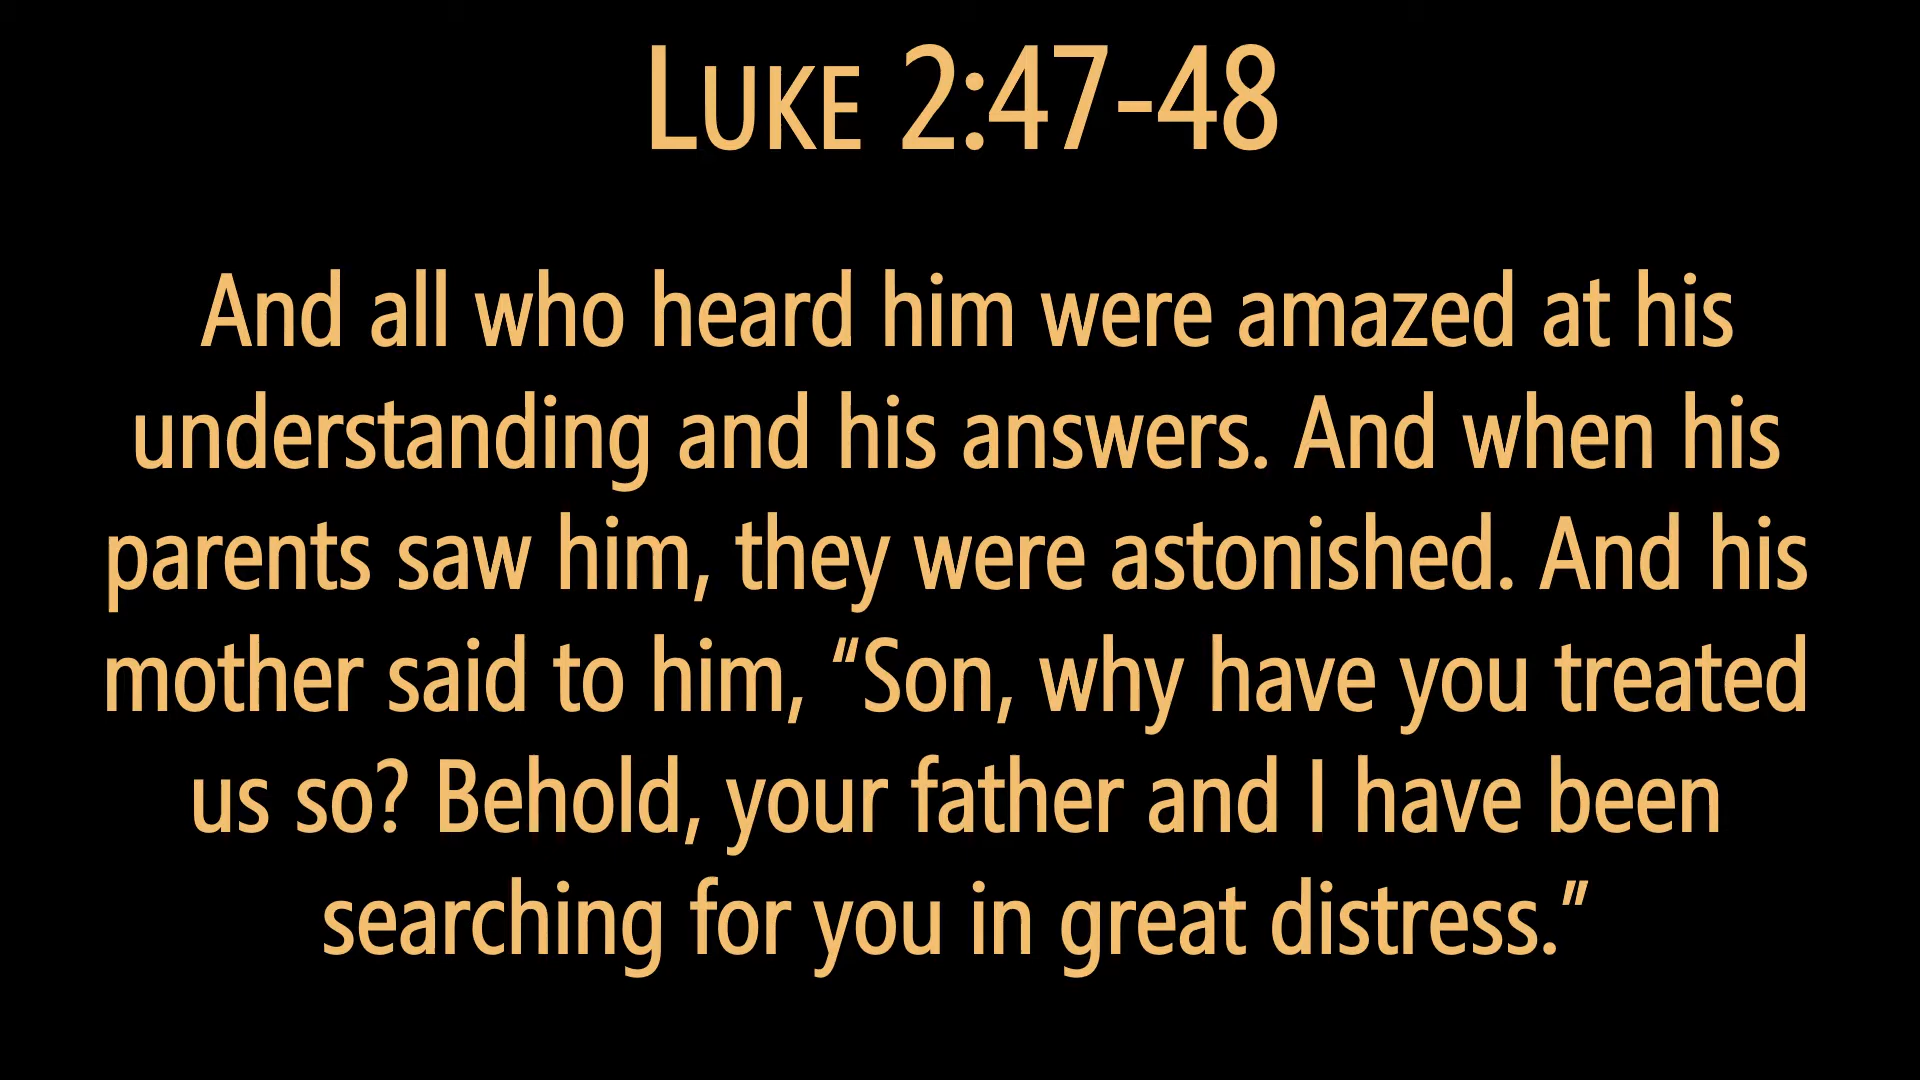 Luke 2:47-48
And all who heard him were amazed at his
understanding and his answers. And when his
parents saw him, they were astonished. And his
mother said to him, “Son, why have you treated
us so? Behold, your father and I have been
searching for you in great distress.”